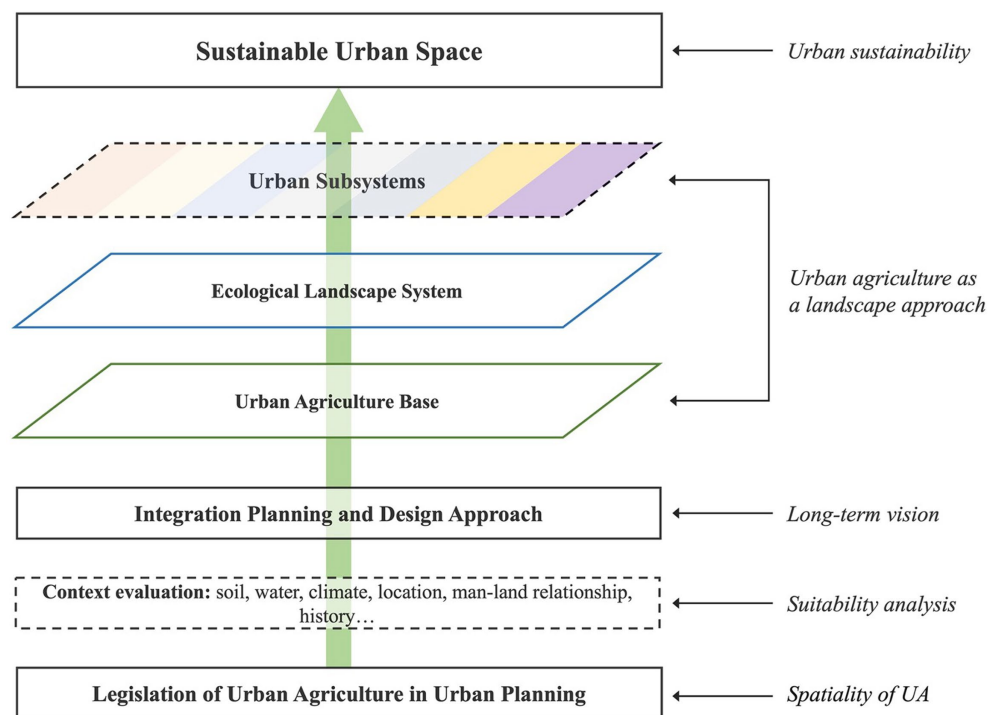 Sustainable Urban Space
Urban sustainability
Urban Subsystems
Ecological Landscape System
Urban agriculture as
a landscape approach
Urban Agriculture Base
Integration Planning and Design Approach
Long-term vision
Context evaluation: soil, water, climate, location, man-land relationship,
history…
Suitability analysis
Legislation of Urban Agriculture in Urban Planning
Spatiality of UA